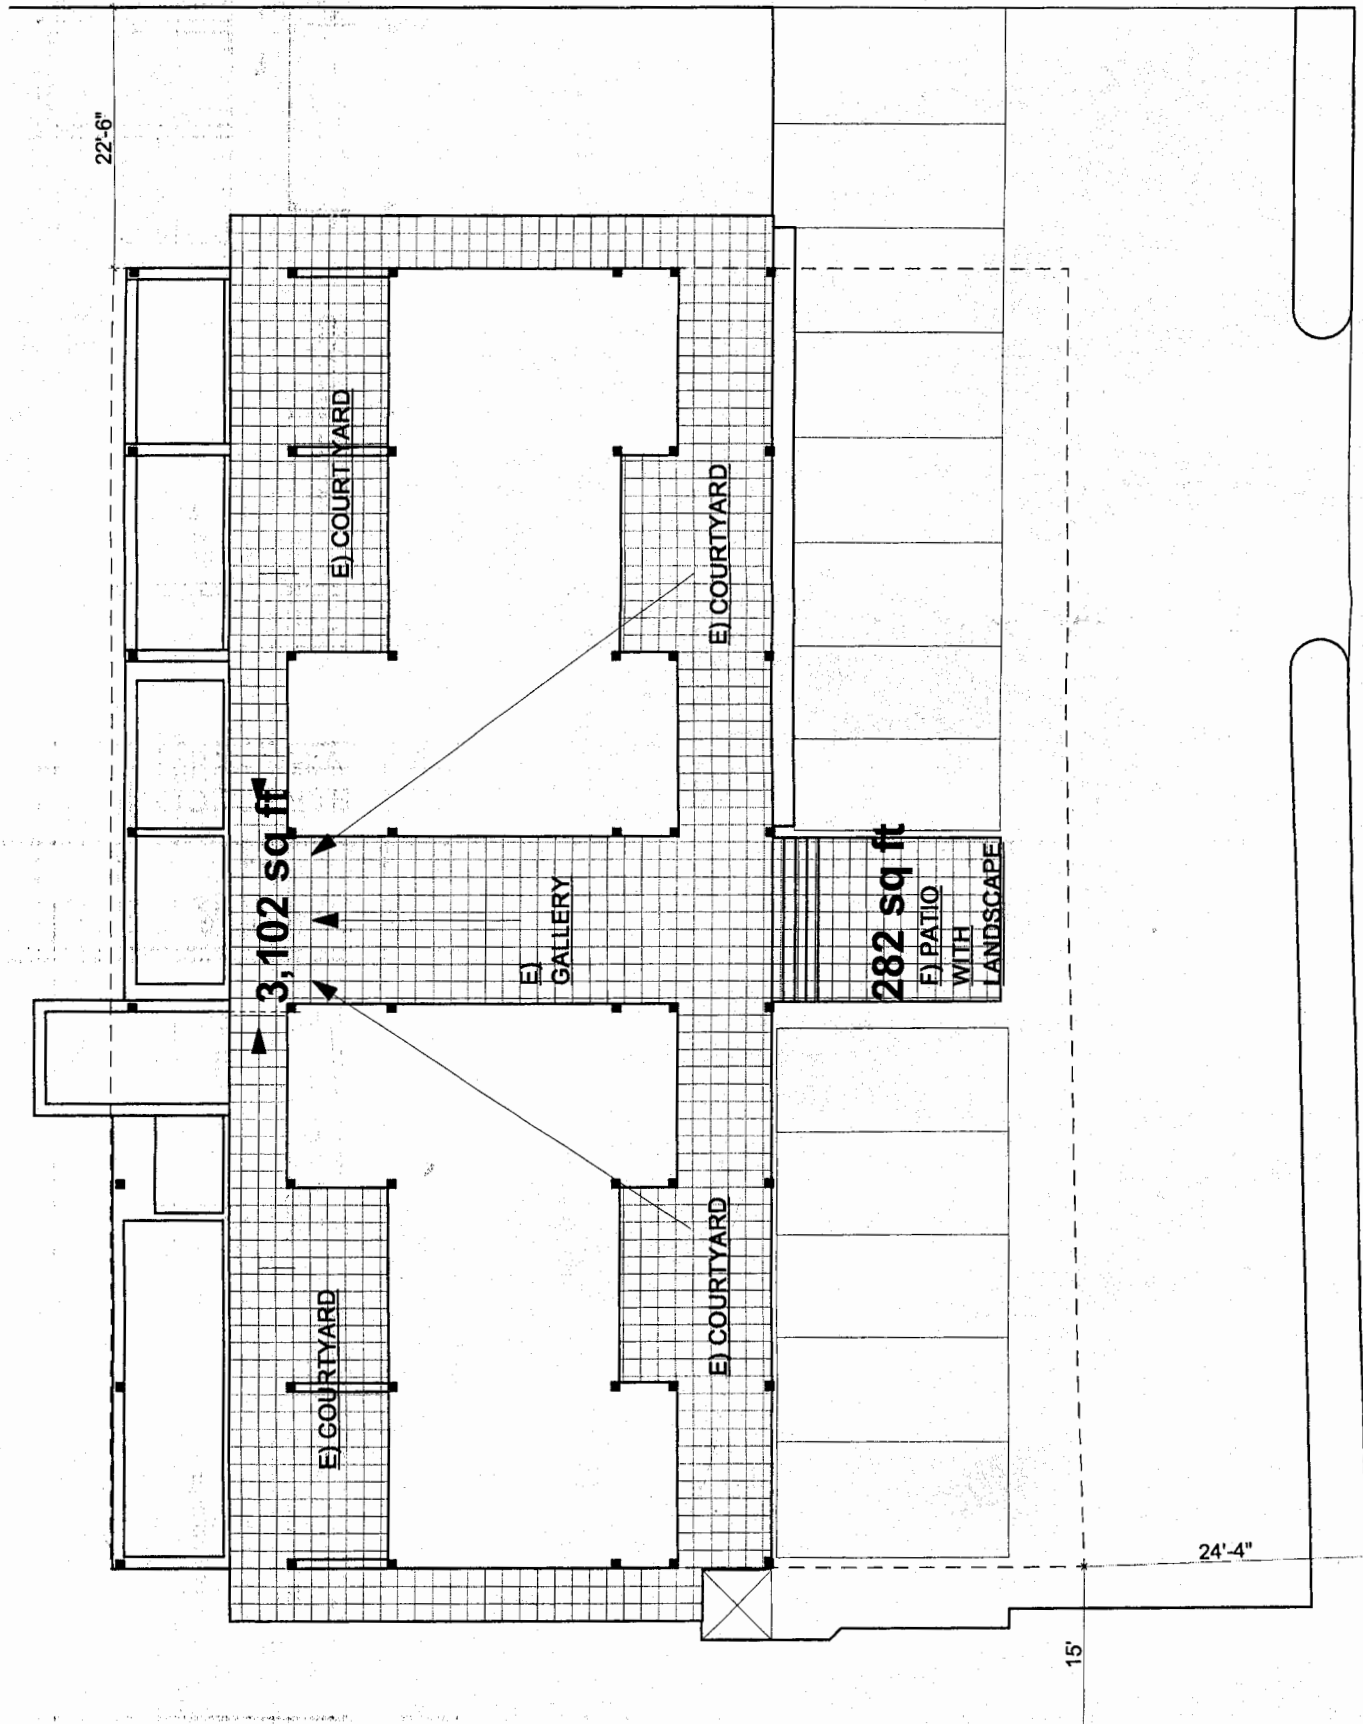 22'-6"
E) COURTYARD
E) COURTYARD
3,102 sq ft
E)
GALLERY
282 sq ft
E) PATIO
WITH
LANDSCAPE
E) COURTYARD
E) COURTYARD
24'-4"
15'